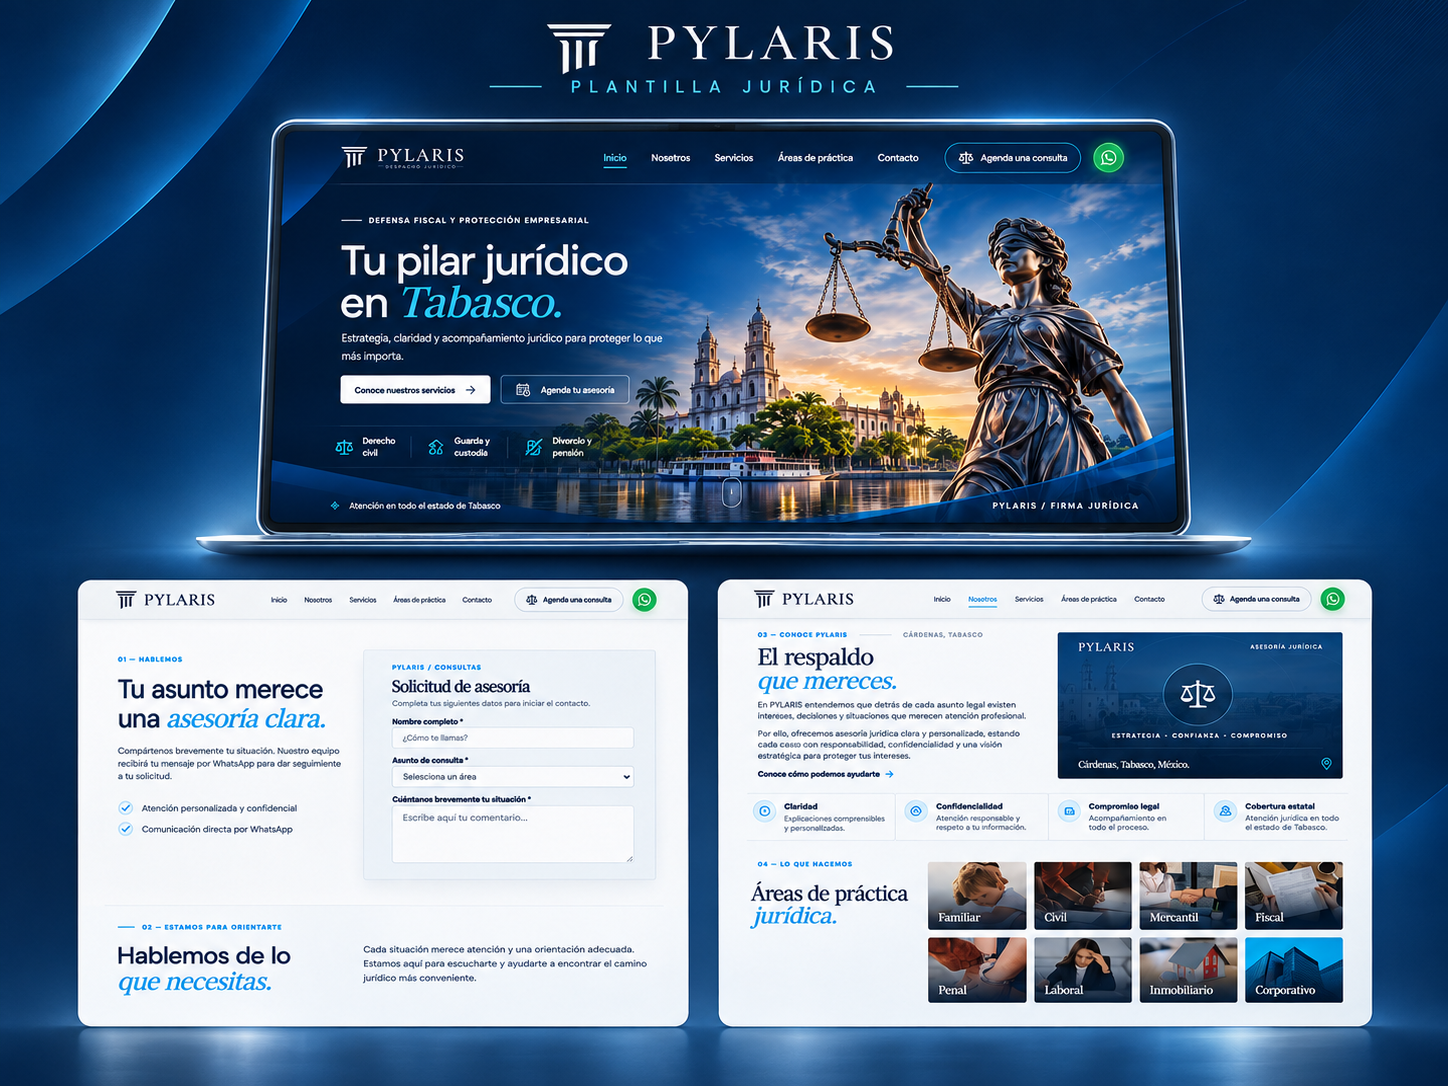 PYLARIS
PLANTILLA JURÍDICA
PYLARIS
DESPACHO JURÍDICO
Inicio
Nosotros
Servicios
Áreas de práctica
Contacto
Agenda una consulta
DEFENSA FISCAL Y PROTECCIÓN EMPRESARIAL
Tu pilar jurídico
en Tabasco.
Estrategia, claridad y acompañamiento jurídico para proteger lo que
más importa.
Conoce nuestros servicios
Agenda tu asesoría
Derecho
civil
Guarda y
custodia
Divorcio y
pensión
Atención en todo el estado de Tabasco
PYLARIS / FIRMA JURÍDICA
PYLARIS
Inicio
Nosotros
Servicios
Áreas de práctica
Contacto
Agenda una consulta
01 — HABLEMOS
Tu asunto merece
una asesoría clara.
Compártenos brevemente tu situación. Nuestro equipo
recibirá tu mensaje por WhatsApp para dar seguimiento
a tu solicitud.
Atención personalizada y confidencial
Comunicación directa por WhatsApp
PYLARIS / CONSULTAS
Solicitud de asesoría
Completa tus siguientes datos para iniciar el contacto.
Nombre completo *
¿Cómo te llamas?
Asunto de consulta *
Selecciona un área
Cuéntanos brevemente tu situación *
Escribe aquí tu comentario...
02 — ESTAMOS PARA ORIENTARTE
Hablemos de lo
que necesitas.
Cada situación merece atención y una orientación adecuada.
Estamos aquí para escucharte y ayudarte a encontrar el camino
jurídico más conveniente.
PYLARIS
Inicio
Nosotros
Servicios
Áreas de práctica
Contacto
Agenda una consulta
03 — CONOCE PYLARIS
CÁRDENAS, TABASCO
El respaldo
que mereces.
En PYLARIS entendemos que detrás de cada asunto legal existen
intereses, decisiones y situaciones que merecen atención profesional.
Por ello, ofrecemos asesoría jurídica clara y personalizada, estando
cada caso con responsabilidad, confidencialidad y una visión
estratégica para proteger tus intereses.
Conoce cómo podemos ayudarte
PYLARIS
ASESORÍA JURÍDICA
ESTRATEGIA • CONFIANZA • COMPROMISO
Cárdenas, Tabasco, México.
Claridad
Explicaciones comprensibles
y personalizadas.
Confidencialidad
Atención responsable y
respeto a tu información.
Compromiso legal
Acompañamiento en
todo el proceso.
Cobertura estatal
Atención jurídica en todo
el estado de Tabasco.
04 — LO QUE HACEMOS
Áreas de práctica
jurídica.
Familiar
Civil
Mercantil
Fiscal
Penal
Laboral
Inmobiliario
Corporativo